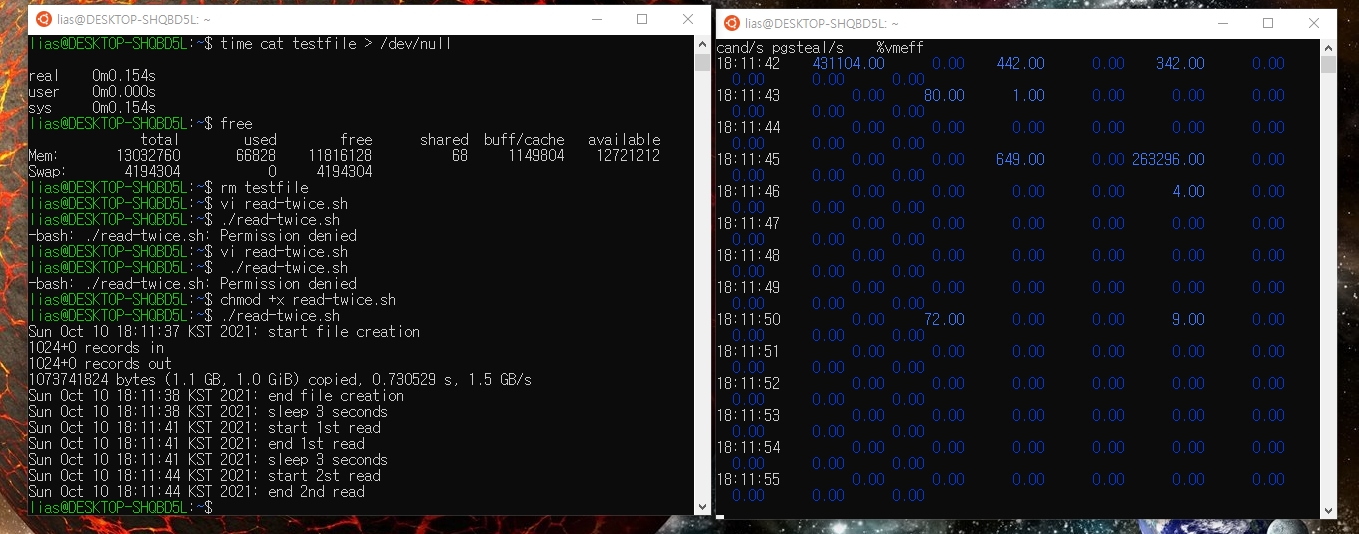 lias@DESKTOP-SHQBD5L: ~
lias@DESKTOP-SHQBD5L:~$ time cat testfile > /dev/null
real 0m0.154s
user 0m0.000s
sys 0m0.154s
lias@DESKTOP-SHQBD5L:~$ free
total used free shared buff/cache available
Mem: 13032760 66828 11816128 68 1149804 12721212
Swap: 4194304 0 4194304
lias@DESKTOP-SHQBD5L:~$ rm testfile
lias@DESKTOP-SHQBD5L:~$ vi read-twice.sh
lias@DESKTOP-SHQBD5L:~$ ./read-twice.sh
-bash: ./read-twice.sh: Permission denied
lias@DESKTOP-SHQBD5L:~$ vi read-twice.sh
lias@DESKTOP-SHQBD5L:~$ ./read-twice.sh
-bash: ./read-twice.sh: Permission denied
lias@DESKTOP-SHQBD5L:~$ chmod +x read-twice.sh
lias@DESKTOP-SHQBD5L:~$ ./read-twice.sh
Sun Oct 10 18:11:37 KST 2021: start file creation
1024+0 records in
1024+0 records out
1073741824 bytes (1.1 GB, 1.0 GiB) copied, 0.730529 s, 1.5 GB/s
Sun Oct 10 18:11:38 KST 2021: end file creation
Sun Oct 10 18:11:38 KST 2021: sleep 3 seconds
Sun Oct 10 18:11:41 KST 2021: start 1st read
Sun Oct 10 18:11:41 KST 2021: end 1st read
Sun Oct 10 18:11:41 KST 2021: sleep 3 seconds
Sun Oct 10 18:11:44 KST 2021: start 2st read
Sun Oct 10 18:11:44 KST 2021: end 2nd read
lias@DESKTOP-SHQBD5L:~$
lias@DESKTOP-SHQBD5L: ~
cand/s pgsteal/s %vmeff
18:11:42 431104.00 0.00 442.00 0.00 342.00 0.00
0.00 0.00 0.00
18:11:43 0.00 80.00 1.00 0.00 0.00 0.00
0.00 0.00 0.00
18:11:44 0.00 0.00 0.00 0.00 0.00 0.00
0.00 0.00 0.00
18:11:45 0.00 0.00 649.00 0.00 263296.00 0.00
0.00 0.00 0.00
18:11:46 0.00 0.00 0.00 0.00 4.00 0.00
0.00 0.00 0.00
18:11:47 0.00 0.00 0.00 0.00 0.00 0.00
0.00 0.00 0.00
18:11:48 0.00 0.00 0.00 0.00 0.00 0.00
0.00 0.00 0.00
18:11:49 0.00 0.00 0.00 0.00 0.00 0.00
0.00 0.00 0.00
18:11:50 0.00 72.00 0.00 0.00 9.00 0.00
0.00 0.00 0.00
18:11:51 0.00 0.00 0.00 0.00 0.00 0.00
0.00 0.00 0.00
18:11:52 0.00 0.00 0.00 0.00 0.00 0.00
0.00 0.00 0.00
18:11:53 0.00 0.00 0.00 0.00 0.00 0.00
0.00 0.00 0.00
18:11:54 0.00 0.00 0.00 0.00 0.00 0.00
0.00 0.00 0.00
18:11:55 0.00 0.00 0.00 0.00 0.00 0.00
0.00 0.00 0.00